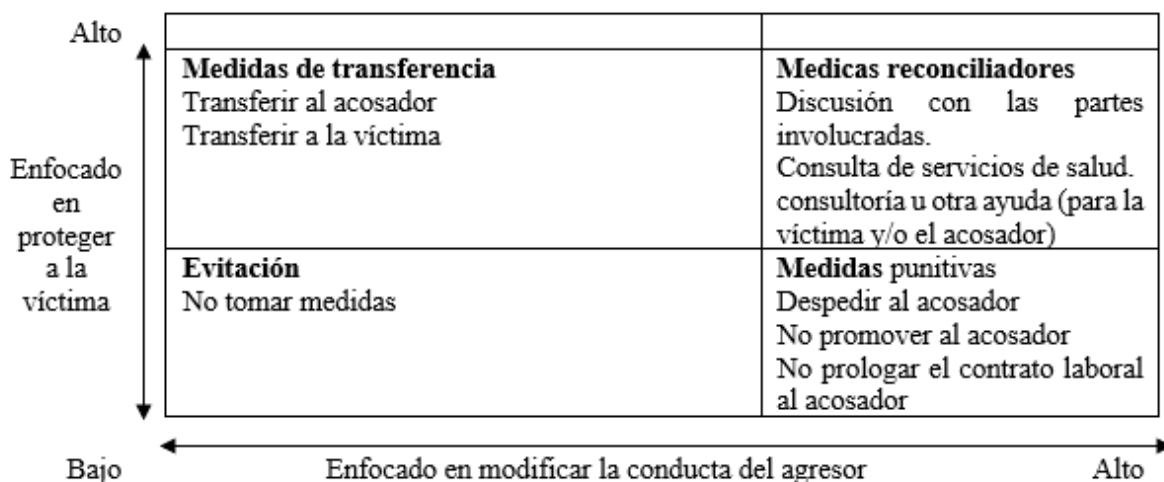 Alto
Enfocado
en
proteger
a la
víctima
Medidas de transferencia
Transferir al acosador
Transferir a la víctima
Medicas reconciliadores
Discusión con las partes
involucradas.
Consulta de servicios de salud.
consultoría u otra ayuda (para la
víctima y/o el acosador)
Evitación
No tomar medidas
Medidas punitivas
Despedir al acosador
No promover al acosador
No prologar el contrato laboral
al acosador
Bajo
Enfocado en modificar la conducta del agresor
Alto